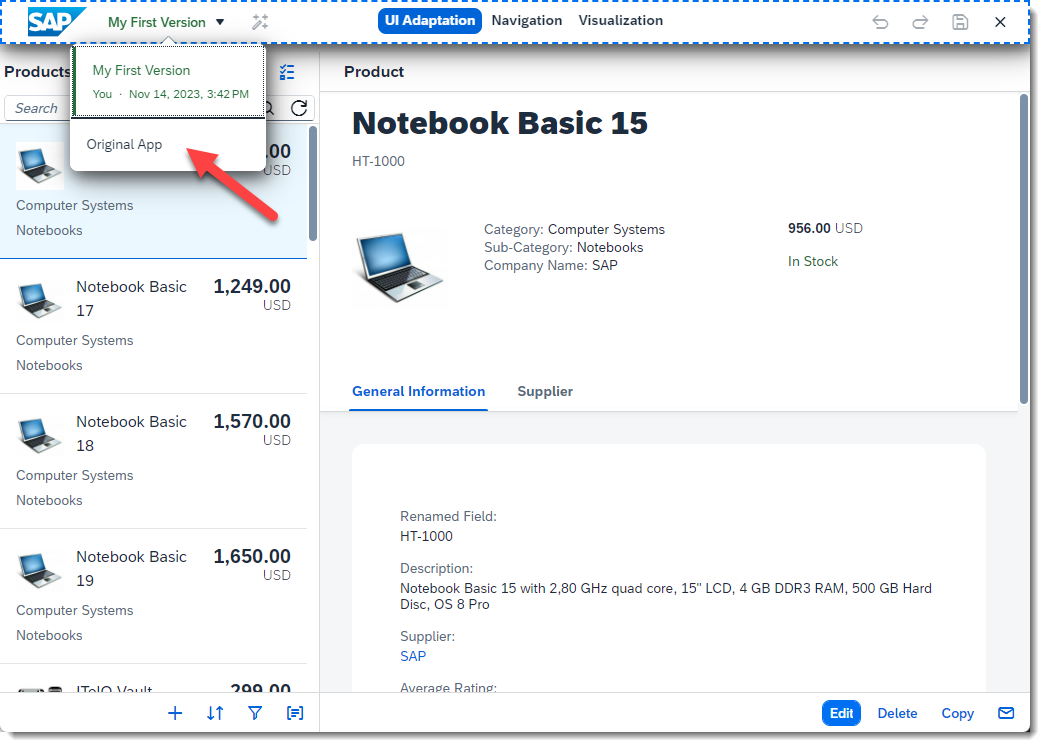 SAP My First Version UI Adaptation Navigation Visualization
My First Version
You · Nov 14, 2023, 3:42 PM
Original App
Products
Search
.00
USD
Computer Systems
Notebooks
Notebook Basic 17
1,249.00
USD
Computer Systems
Notebooks
Notebook Basic 18
1,570.00
USD
Computer Systems
Notebooks
Notebook Basic 19
1,650.00
USD
Computer Systems
Notebooks
ITelO Vault
299.00
Product
Notebook Basic 15
HT-1000
Category: Computer Systems
Sub-Category: Notebooks
Company Name: SAP
956.00 USD
In Stock
General Information Supplier
Renamed Field:
HT-1000
Description:
Notebook Basic 15 with 2,80 GHz quad core, 15" LCD, 4 GB DDR3 RAM, 500 GB Hard
Disc, OS 8 Pro
Supplier:
SAP
Average Rating:
Edit Delete Copy